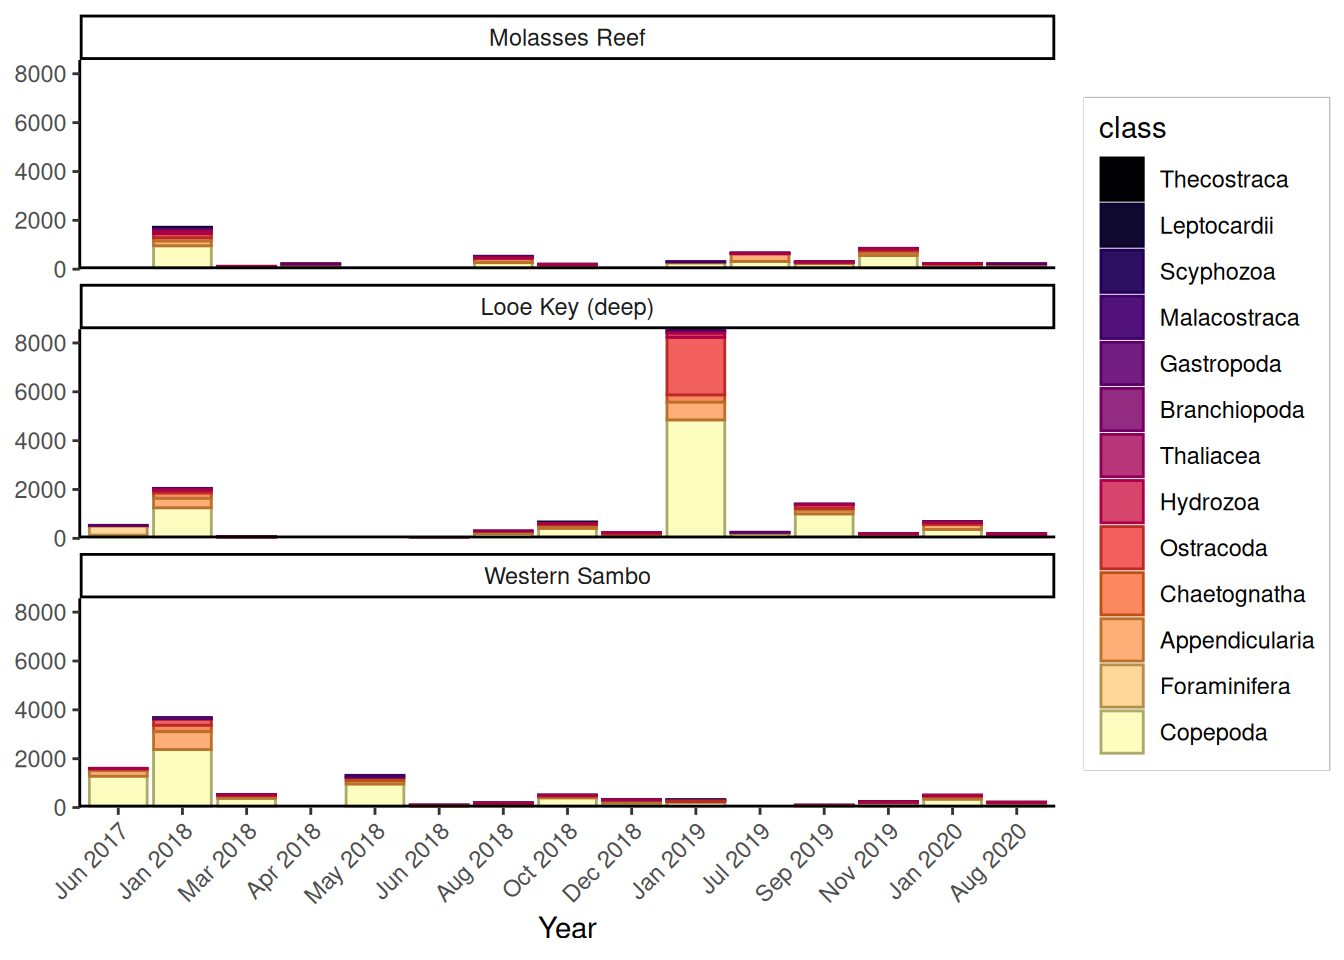 Molasses Reef
8000
6000
4000
2000
0
Looe Key (deep)
8000
6000
4000
2000
0
Western Sambo
8000
6000
4000
2000
0
Jun 2017
Jan 2018
Mar 2018
Apr 2018
May 2018
Jun 2018
Aug 2018
Oct 2018
Dec 2018
Jan 2019
Jul 2019
Sep 2019
Nov 2019
Jan 2020
Aug 2020
Year
class
Thecostraca
Leptocardii
Scyphozoa
Malacostraca
Gastropoda
Branchiopoda
Thaliacea
Hydrozoa
Ostracoda
Chaetognatha
Appendicularia
Foraminifera
Copepoda